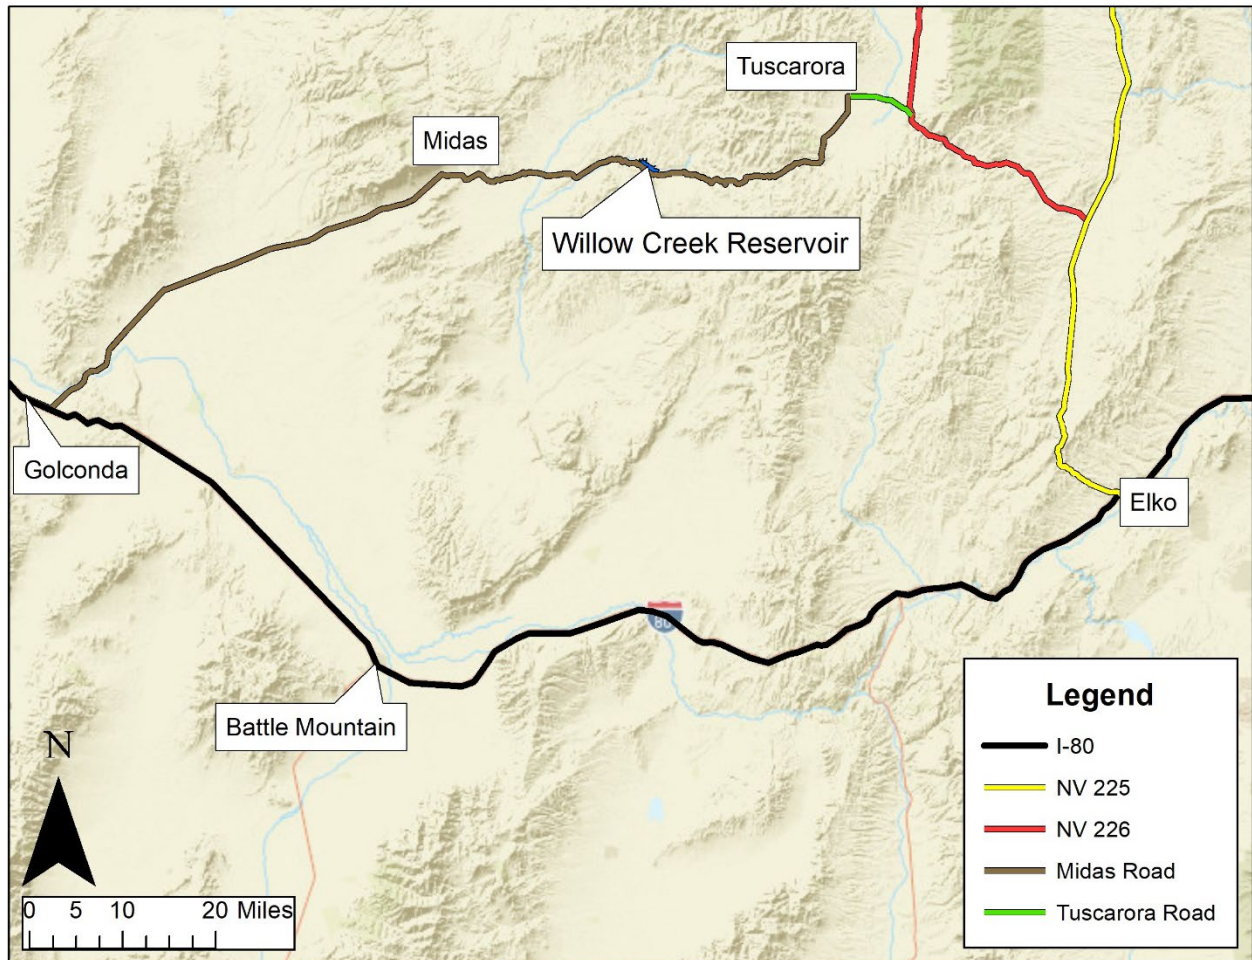 Tuscarora
Midas
Willow Creek Reservoir
Golconda
Elko
80
Battle Mountain
N
0 5 10 20 Miles
Legend
I-80
NV 225
NV 226
Midas Road
Tuscarora Road